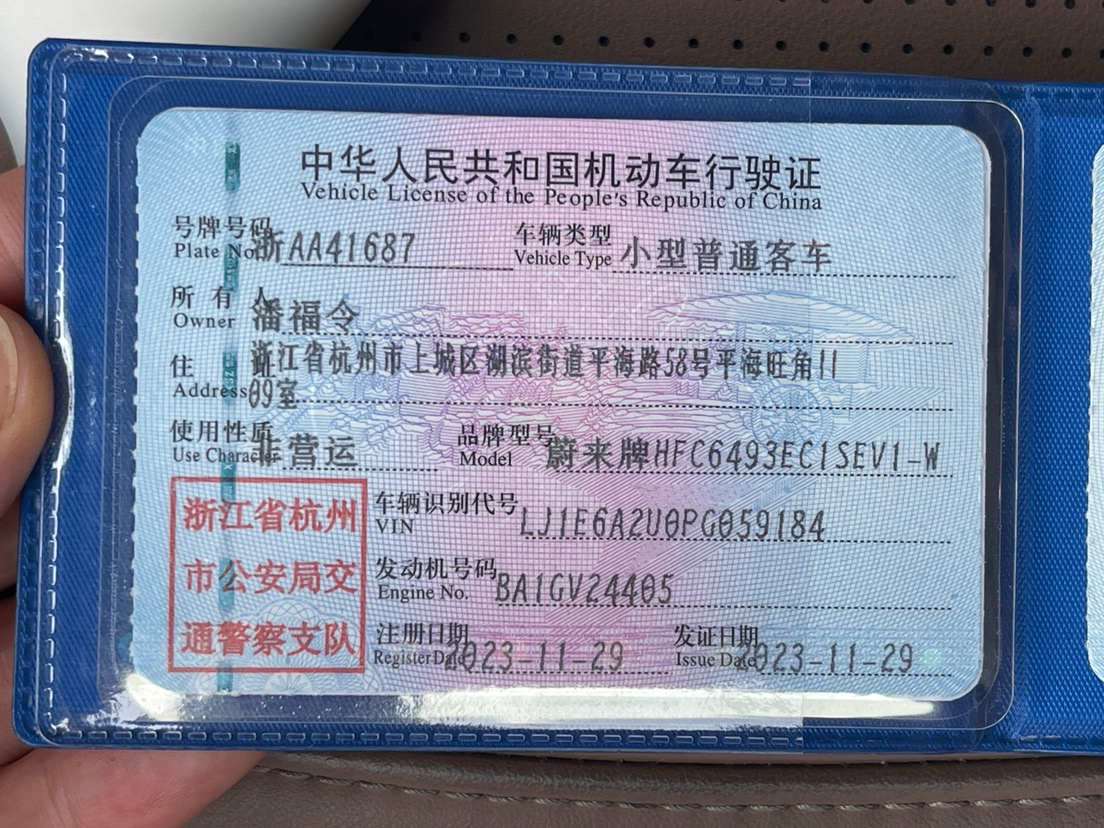 中华人民共和国机动车行驶证
Vehicle License of the People's Republic of China
号牌号码 浙AA41687 车辆类型 小型普通客车
Plate No. Vehicle Type
所有人 潘福令
Owner
住址 浙江省杭州市上城区湖滨街道平海路58号平海旺角11
Address 09室
使用性质 非营运 品牌型号 蔚来牌HFC6493EC1SEV1-W
Use Character Model
浙江省杭州
市公安局交
通警察支队
车辆识别代号 LJ1E6A2U0PG059184
VIN
发动机号码 BA1GV24405
Engine No.
注册日期 2023-11-29 发证日期 2023-11-29
Register Date Issue Date